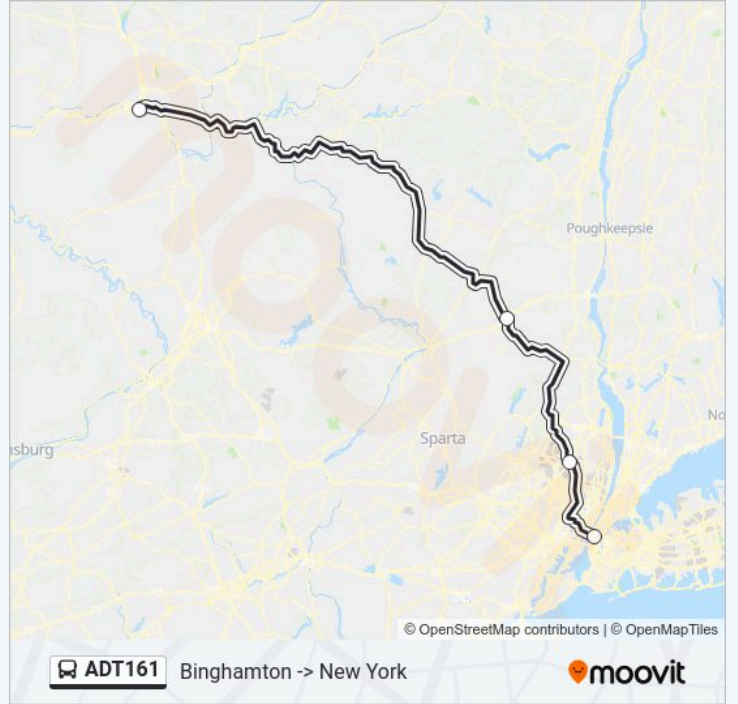 Poughkeepsie
No
Sparta
nsburg
© OpenStreetMap contributors | © OpenMapTiles
ADT161 Binghamton -> New York
moovit